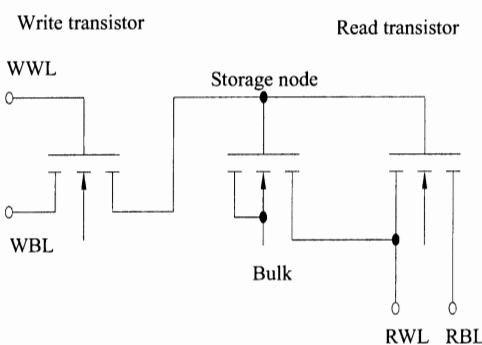 Write transistor
Read transistor
WWL
Storage node
WBL
Bulk
RWL
RBL